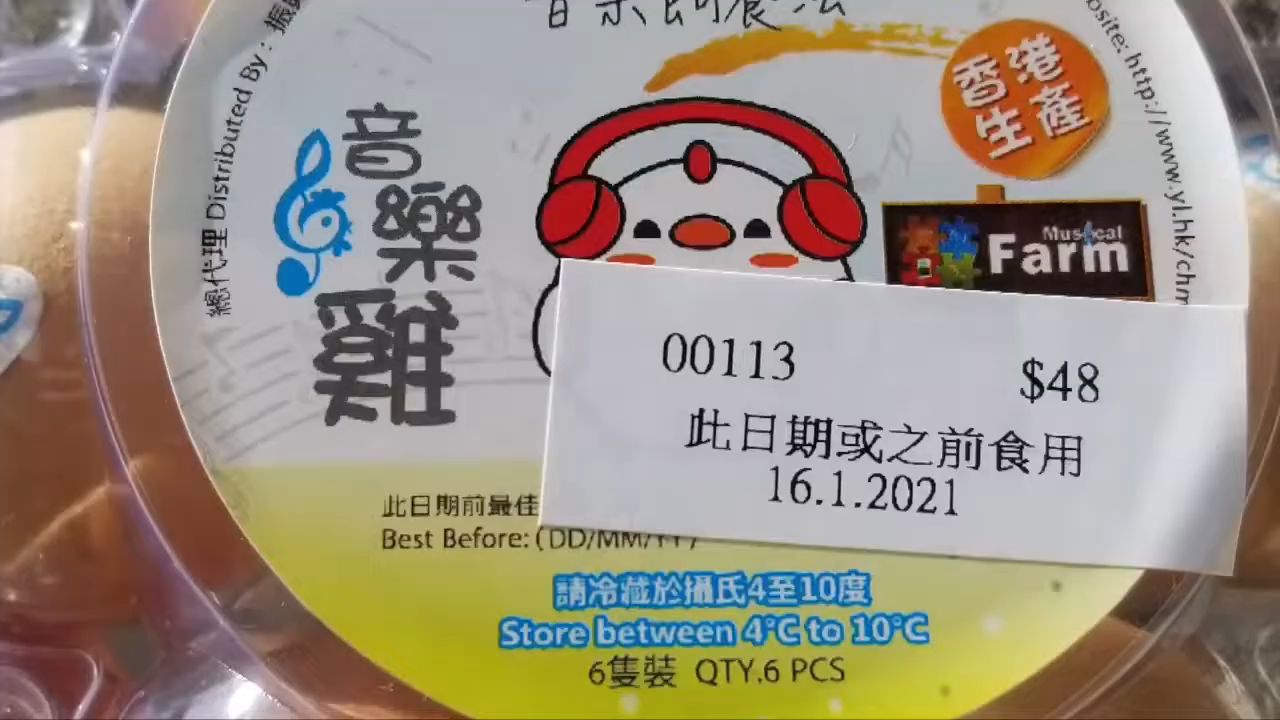 總代理 Distributed By: 振
site: http://www.yl.hk/chm
香港
生產
音
樂
雞
Musical
Farm
00113 $48
此日期或之前食用
16.1.2021
此日期前最佳
Best Before: (DD/MM/YY)
請冷藏於攝氏4至10度
Store between 4°C to 10°C
6隻裝 QTY.6 PCS